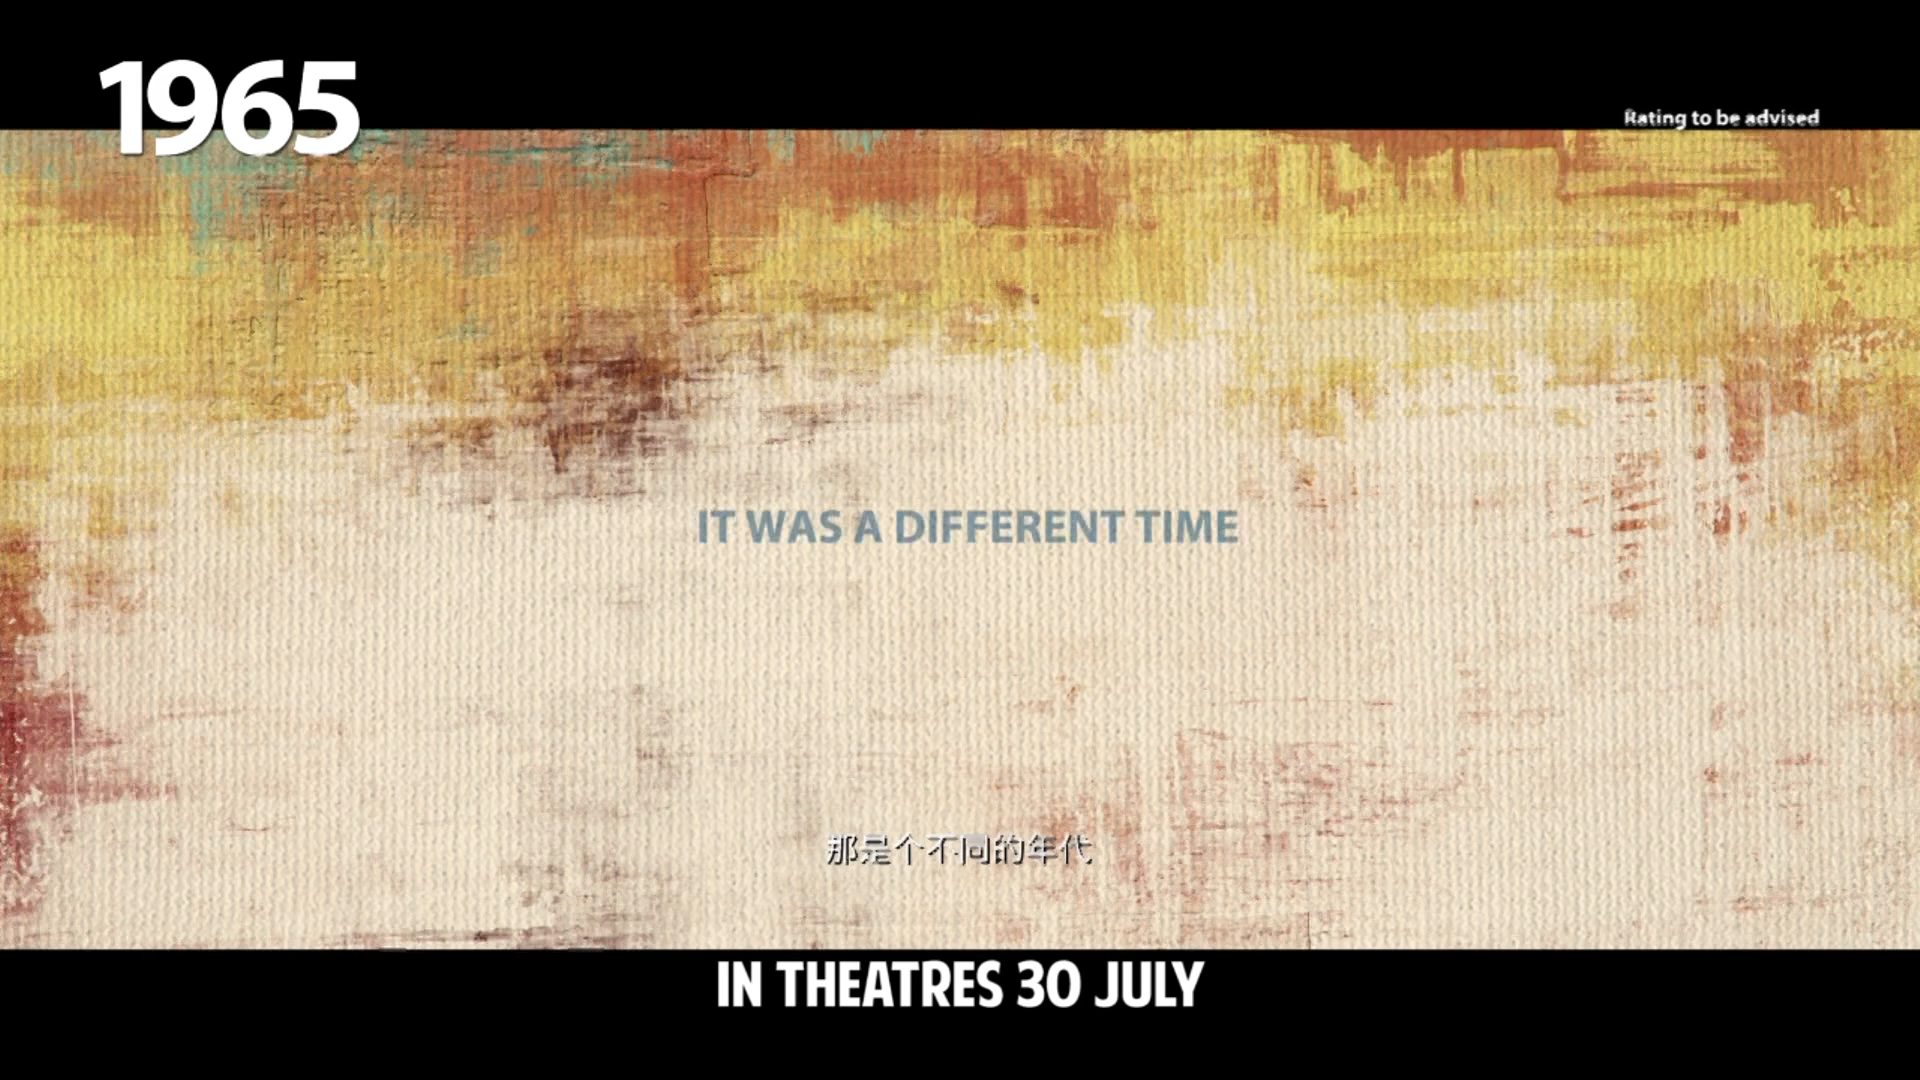 1965
Rating to be advised
IT WAS A DIFFERENT TIME
那是个不同的年代
IN THEATRES 30 JULY